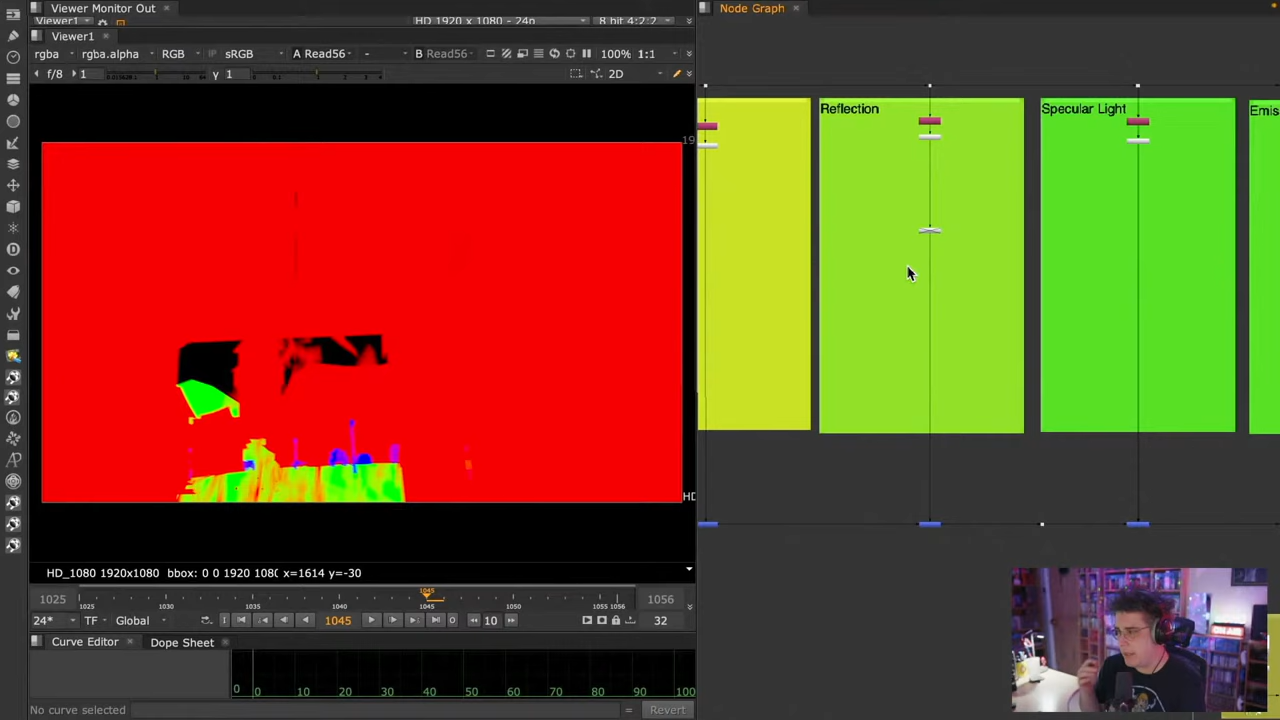 Viewer Monitor Out
Node Graph
Viewer1
HD 1920 x 1080 - 24p
8 bit 4:2:2
Viewer1
rgba
rgba.alpha
RGB
IP
sRGB
A Read56
-
B Read56
100%
1:1
f/8
1
γ 1
2D
Reflection
Specular Light
Emis
19
HD
HD_1080 1920x1080 bbox: 0 0 1920 1080 x=1614 y=-30
1025
1025
1030
1035
1040
1045
1045
1050
1055
1056
1056
24*
TF
Global
1045
10
32
Curve Editor
Dope Sheet
0
0
10
20
30
40
50
60
70
80
90
100
No curve selected
=
Revert